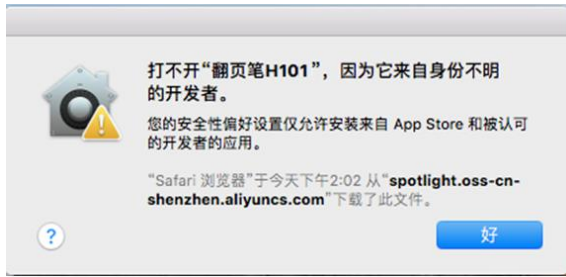 打不开“翻页笔H101”，因为它来自身份不明
的开发者。
您的安全性偏好设置仅允许安装来自 App Store 和被认可
的开发者的应用。
“Safari 浏览器”于今天下午2:02 从“spotlight.oss-cn-
shenzhen.aliyuncs.com”下载了此文件。
?
好